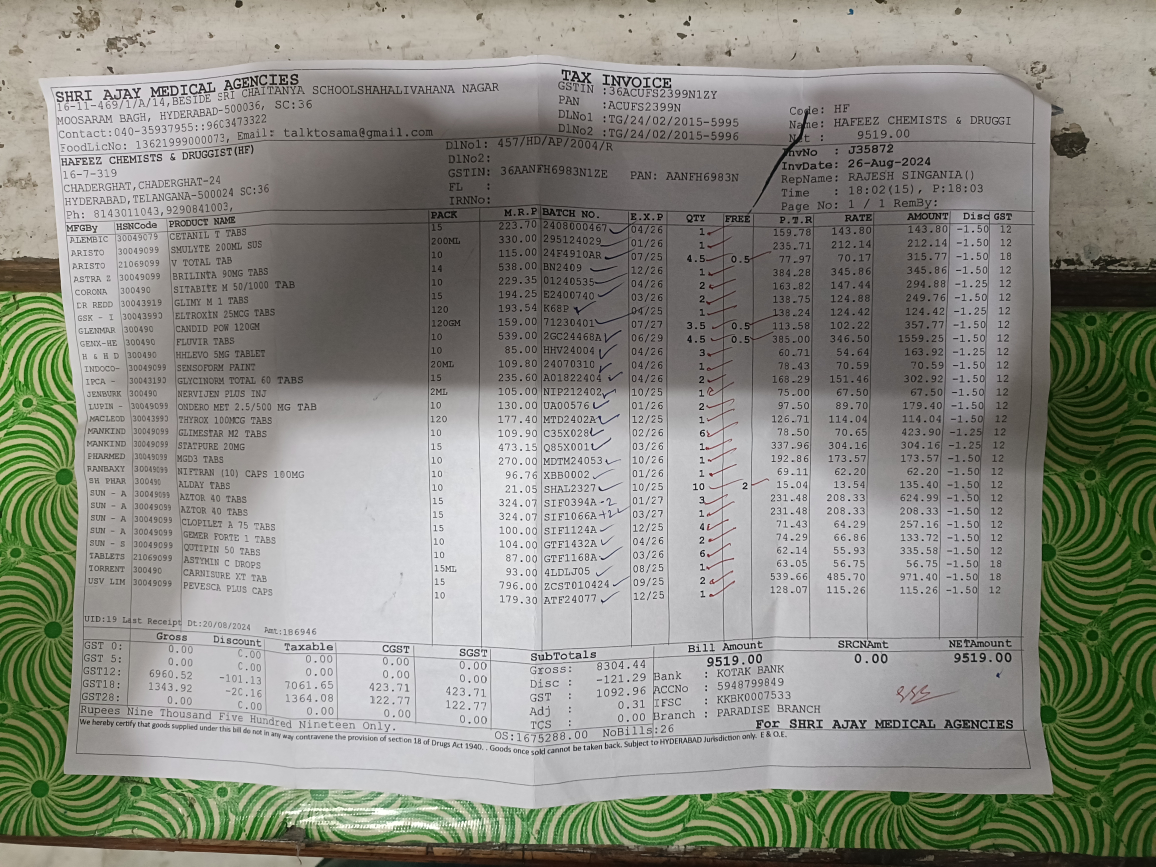 SHRI AJAY MEDICAL AGENCIES
16-11-469/1/A/14,BESIDE SRI CHAITANYA SCHOOLSHAHALIVAHANA NAGAR
MOOSARAM BAGH, HYDERABAD-500036, SC:36
Contact:040-35937955::9603473322
FoodLicNo: 13621999000073, Email: talktosama@gmail.com
TAX INVOICE
GSTIN :36ACUFS2399N1ZY
PAN :ACUFS2399N
DLNo1 :TG/24/02/2015-5995
DLNo2 :TG/24/02/2015-5996
Code: HF
Name: HAFEEZ CHEMISTS & DRUGGI
Net : 9519.00
InvNo : J35872
InvDate: 26-Aug-2024
RepName: RAJESH SINGANIA()
Time : 18:02(15), P:18:03
Page No: 1 / 1 RemBy:
HAFEEZ CHEMISTS & DRUGGIST(HF)
16-7-319
CHADERGHAT,CHADERGHAT-24
HYDERABAD,TELANGANA-500024 SC:36
Ph: 8143011043,9290841003,
DlNo1: 457/HD/AP/2004/R
DlNo2:
GSTIN: 36AANFH6983N1ZE PAN: AANFH6983N
FL :
IRNNo:
MFGBy HSNCode PRODUCT NAME PACK M.R.P BATCH NO. E.X.P QTY FREE P.T.R RATE AMOUNT Disc GST
ALEMBIC 30049079 CETANIL T TABS 15 223.70 2408000467 04/26 1 159.78 143.80 143.80 -1.50 12
ARISTO 30049099 SMULYTE 200ML SUS 200ML 330.00 295124029 01/26 1 235.71 212.14 212.14 -1.50 12
ARISTO 21069099 V TOTAL TAB 10 115.00 24F4910AR 07/25 4.5 0.5 77.97 70.17 315.77 -1.50 18
ASTRA Z 30049099 BRILINTA 90MG TABS 14 538.00 BN2409 12/26 1 384.28 345.86 345.86 -1.50 12
CORONA 300490 SITABITE M 50/1000 TAB 10 229.35 01240535 04/26 2 163.82 147.44 294.88 -1.25 12
DR REDD 30043919 GLIMY M 1 TABS 15 194.25 E2400740 03/26 2 138.75 124.88 249.76 -1.50 12
GSK - I 30043990 ELTROXIN 25MCG TABS 120 193.54 K68P 04/25 1 138.24 124.42 124.42 -1.25 12
GLENMAR 300490 CANDID POW 120GM 120GM 159.00 71230401 07/27 3.5 0.5 113.58 102.22 357.77 -1.50 12
GENX-HE 30049099 FLUVIR TABS 10 539.00 2GC24468A 06/29 4.5 0.5 385.00 346.50 1559.25 -1.50 12
H & H D 300490 HHLEVO 5MG TABLET 10 85.00 HHV24004 04/26 3 60.71 54.64 163.92 -1.25 12
INDOCO- 30049099 SENSOFORM PAINT 20ML 109.80 24070310 04/26 1 78.43 70.59 70.59 -1.50 12
IPCA - 30043190 GLYCINORM TOTAL 60 TABS 15 235.60 A01822404 04/26 2 168.29 151.46 302.92 -1.50 12
JENBURK 300490 NERVIJEN PLUS INJ 2ML 105.00 NIP212402 10/25 1 75.00 67.50 67.50 -1.50 12
LUPIN - 30049099 ONDERO MET 2.5/500 MG TAB 10 130.00 UA00576 01/26 2 97.50 89.70 179.40 -1.50 12
MACLEOD 30043993 THYROX 100MCG TABS 120 177.40 MTD2402A 12/25 1 126.71 114.04 114.04 -1.50 12
MANKIND 30049099 GLIMESTAR M2 TABS 10 109.90 C35X028 02/26 6 78.50 70.65 423.90 -1.25 12
MANKIND 30049099 STATPURE 20MG 15 473.15 Q85X001 03/26 1 337.96 304.16 304.16 -1.25 12
PHARMED 30049099 MGD3 TABS 10 270.00 MDTM24053 10/26 1 192.86 173.57 173.57 -1.50 12
RANBAXY 30049099 NIFTRAN (10) CAPS 100MG 10 96.76 XBB0002 01/26 1 69.11 62.20 62.20 -1.50 12
SH PHAR 300490 ALDAY TABS 10 21.05 SHAL2327 10/25 10 2 15.04 13.54 135.40 -1.50 12
SUN - A 30049099 AZTOR 40 TABS 15 324.07 SIF0394A -2 01/27 3 231.48 208.33 624.99 -1.50 12
SUN - A 30049099 AZTOR 40 TABS 15 324.07 SIF1066A +2 03/27 1 231.48 208.33 208.33 -1.50 12
SUN - A 30049099 CLOPILET A 75 TABS 15 100.00 SIF1124A 12/25 4 71.43 64.29 257.16 -1.50 12
SUN - A 30049099 GEMER FORTE 1 TABS 10 104.00 GTF1432A 04/26 2 74.29 66.86 133.72 -1.50 12
SUN - S 30049099 QUTIPIN 50 TABS 10 87.00 GTF1168A 03/26 6 62.14 55.93 335.58 -1.50 12
TABLETS 21069099 ASTYMIN C DROPS 15ML 93.00 4LDLJ05 08/25 1 63.05 56.75 56.75 -1.50 18
TORRENT 300490 CARNISURE XT TAB 15 796.00 ZCST010424 09/25 2 539.66 485.70 971.40 -1.50 18
USV LIM 30049099 PEVESCA PLUS CAPS 10 179.30 ATF24077 12/25 1 128.07 115.26 115.26 -1.50 12
UID:19 Last Receipt Dt:20/08/2024 Amt:186946
Gross Discount Taxable CGST SGST
GST 0: 0.00 0.00 0.00 0.00 0.00
GST 5: 0.00 0.00 0.00 0.00 0.00
GST12: 6960.52 -101.13 7061.65 423.71 423.71
GST18: 1343.92 -20.16 1364.08 122.77 122.77
GST28: 0.00 0.00 0.00 0.00 0.00
SubTotals
Gross: 8304.44
Disc : -121.29
GST : 1092.96
Adj : 0.31
TCS : 0.00
Bill Amount SRCNAmt NETAmount
9519.00 0.00 9519.00
Bank : KOTAK BANK
ACCNo : 5948799849
IFSC : KKBK0007533
Branch : PARADISE BRANCH
Rupees Nine Thousand Five Hundred Nineteen Only.
OS:1675288.00 NoBills:26
For SHRI AJAY MEDICAL AGENCIES
We hereby certify that goods supplied under this bill do not in any way contravene the provision of section 18 of Drugs Act 1940. . Goods once sold cannot be taken back. Subject to HYDERABAD Jurisdiction only. E & O.E.